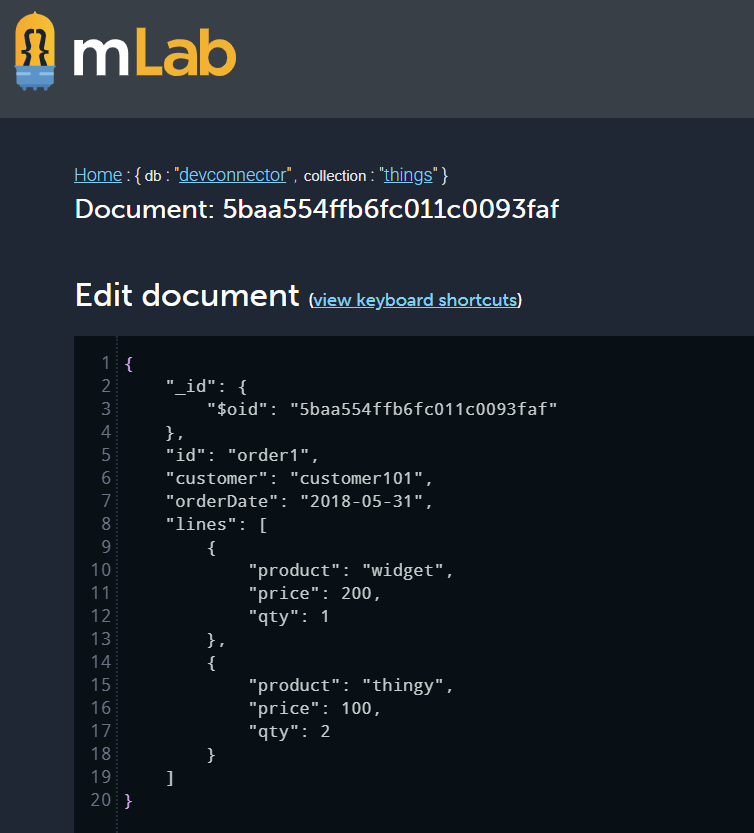 mLab
Home : { db : "devconnector", collection : "things" }
Document: 5baa554ffb6fc011c0093faf
Edit document (view keyboard shortcuts)
1 {
2     "_id": {
3         "$oid": "5baa554ffb6fc011c0093faf"
4     },
5     "id": "order1",
6     "customer": "customer101",
7     "orderDate": "2018-05-31",
8     "lines": [
9         {
10             "product": "widget",
11             "price": 200,
12             "qty": 1
13         },
14         {
15             "product": "thingy",
16             "price": 100,
17             "qty": 2
18         }
19     ]
20 }